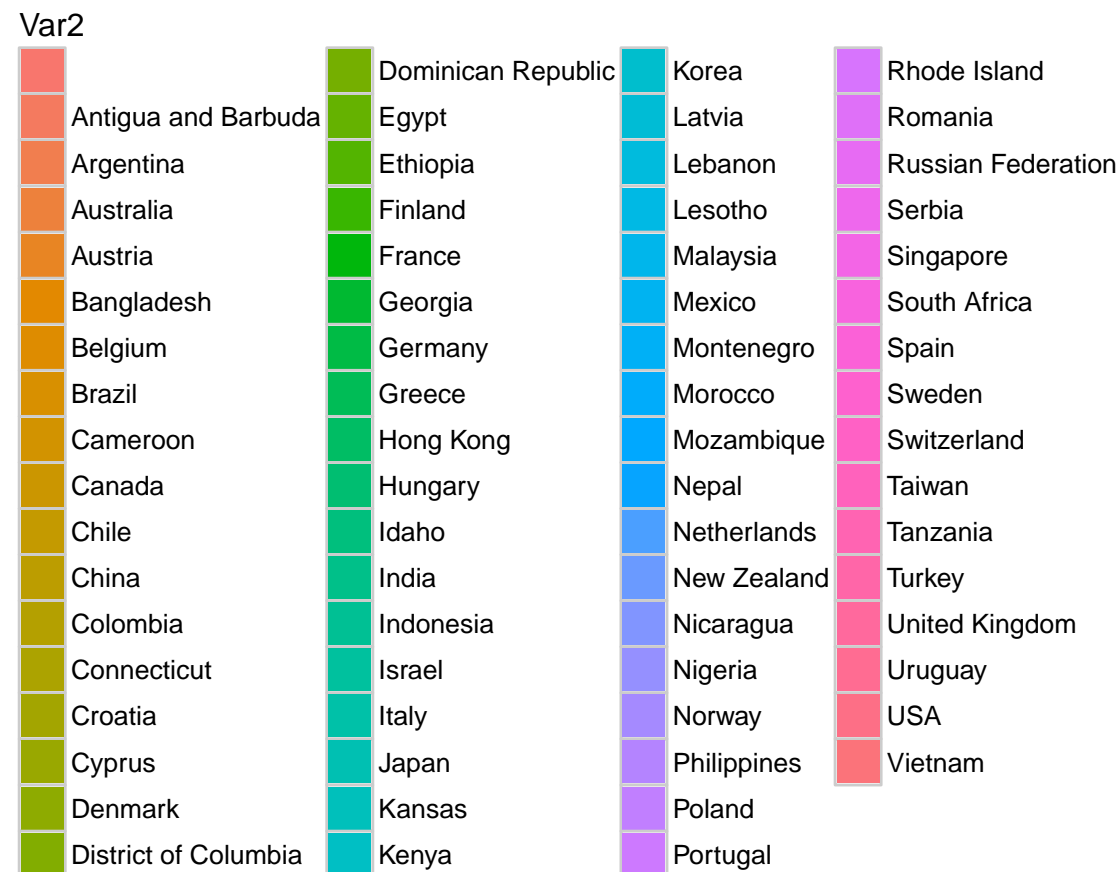 Var2
Antigua and Barbuda
Argentina
Australia
Austria
Bangladesh
Belgium
Brazil
Cameroon
Canada
Chile
China
Colombia
Connecticut
Croatia
Cyprus
Denmark
District of Columbia
Dominican Republic
Egypt
Ethiopia
Finland
France
Georgia
Germany
Greece
Hong Kong
Hungary
Idaho
India
Indonesia
Israel
Italy
Japan
Kansas
Kenya
Korea
Latvia
Lebanon
Lesotho
Malaysia
Mexico
Montenegro
Morocco
Mozambique
Nepal
Netherlands
New Zealand
Nicaragua
Nigeria
Norway
Philippines
Poland
Portugal
Rhode Island
Romania
Russian Federation
Serbia
Singapore
South Africa
Spain
Sweden
Switzerland
Taiwan
Tanzania
Turkey
United Kingdom
Uruguay
USA
Vietnam